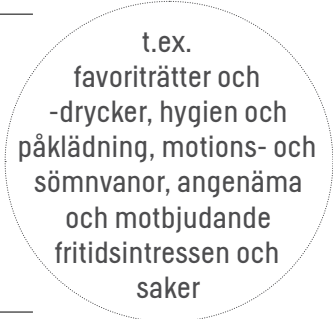 t.ex.
favoriträtter och
-drycker, hygien och
påklädning, motions- och
sömnvanor, angenäma
och motbjudande
fritidsintressen och
saker